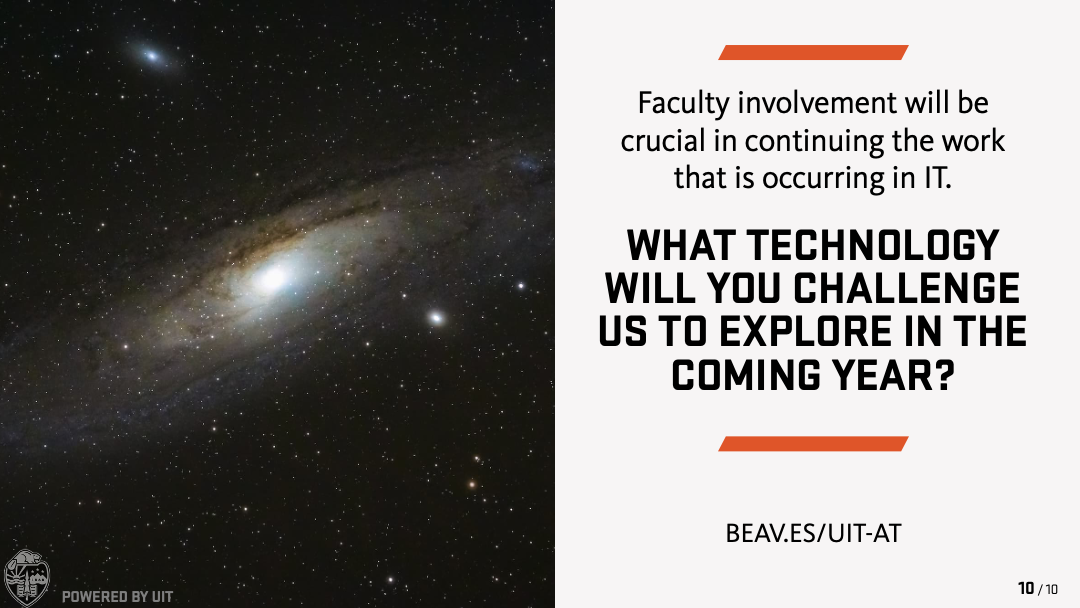 Faculty involvement will be
crucial in continuing the work
that is occurring in IT.
WHAT TECHNOLOGY
WILL YOU CHALLENGE
US TO EXPLORE IN THE
COMING YEAR?
BEAV.ES/UIT-AT
POWERED BY UIT
10 / 10